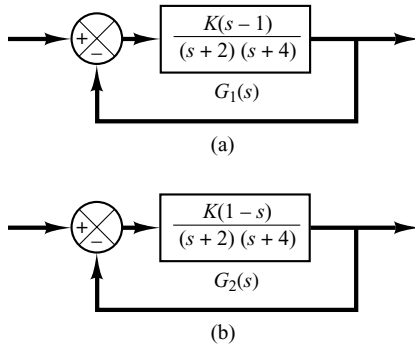 +
−
K(s − 1)
(s + 2) (s + 4)
G₁(s)
(a)
+
−
K(1 − s)
(s + 2) (s + 4)
G₂(s)
(b)